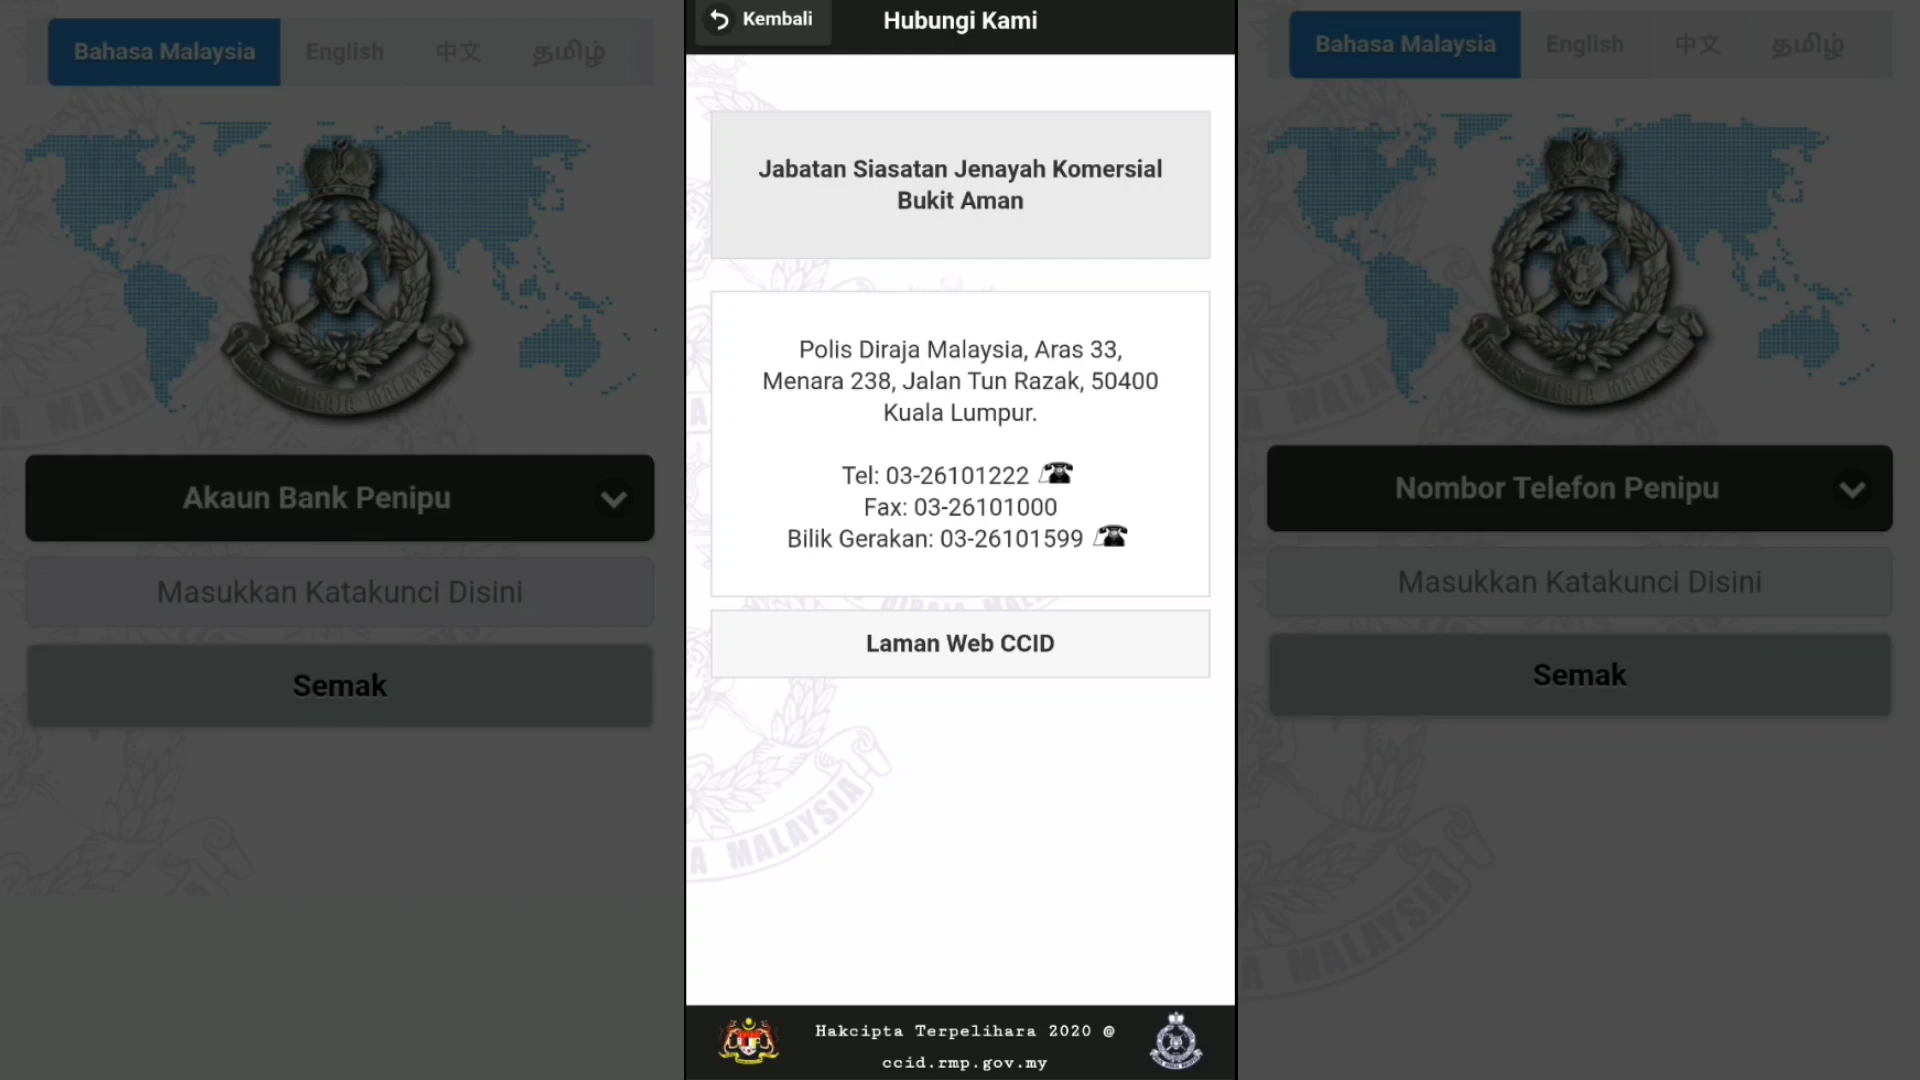 Bahasa Malaysia English 中文 தமிழ்
Akaun Bank Penipu
Masukkan Katakunci Disini
Semak
Kembali
Hubungi Kami
Jabatan Siasatan Jenayah Komersial
Bukit Aman
Polis Diraja Malaysia, Aras 33,
Menara 238, Jalan Tun Razak, 50400
Kuala Lumpur.
Tel: 03-26101222
Fax: 03-26101000
Bilik Gerakan: 03-26101599
Laman Web CCID
Hakcipta Terpelihara 2020 @
ccid.rmp.gov.my
Bahasa Malaysia English 中文 தமிழ்
Nombor Telefon Penipu
Masukkan Katakunci Disini
Semak